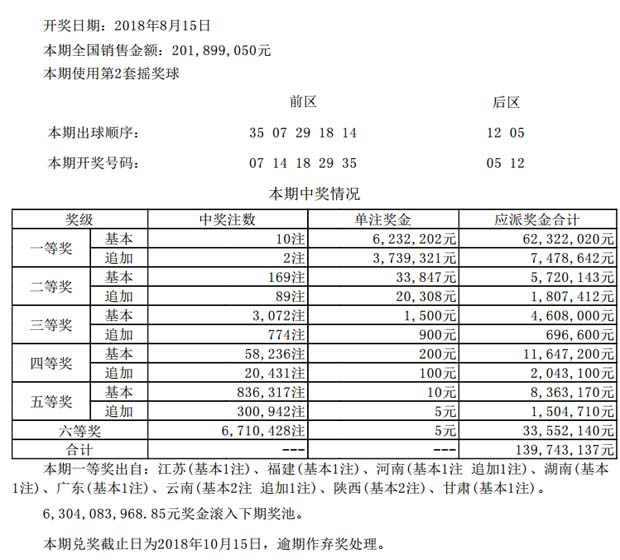 开奖日期：2018年8月15日
本期全国销售金额：201,899,050元
本期使用第2套摇奖球
前区 后区
本期出球顺序： 35 07 29 18 14 12 05
本期开奖号码： 07 14 18 29 35 05 12
本期中奖情况
奖级 中奖注数 单注奖金 应派奖金合计
一等奖 基本 10注 6,232,202元 62,322,020元
追加 2注 3,739,321元 7,478,642元
二等奖 基本 169注 33,847元 5,720,143元
追加 89注 20,308元 1,807,412元
三等奖 基本 3,072注 1,500元 4,608,000元
追加 774注 900元 696,600元
四等奖 基本 58,236注 200元 11,647,200元
追加 20,431注 100元 2,043,100元
五等奖 基本 836,317注 10元 8,363,170元
追加 300,942注 5元 1,504,710元
六等奖 6,710,428注 5元 33,552,140元
合计 --- --- 139,743,137元
本期一等奖出自：江苏(基本1注)、福建(基本1注)、河南(基本1注 追加1注)、湖南(基本
1注)、广东(基本1注)、云南(基本2注 追加1注)、陕西(基本2注)、甘肃(基本1注)。
6,304,083,968.85元奖金滚入下期奖池。
本期兑奖截止日为2018年10月15日，逾期作弃奖处理。